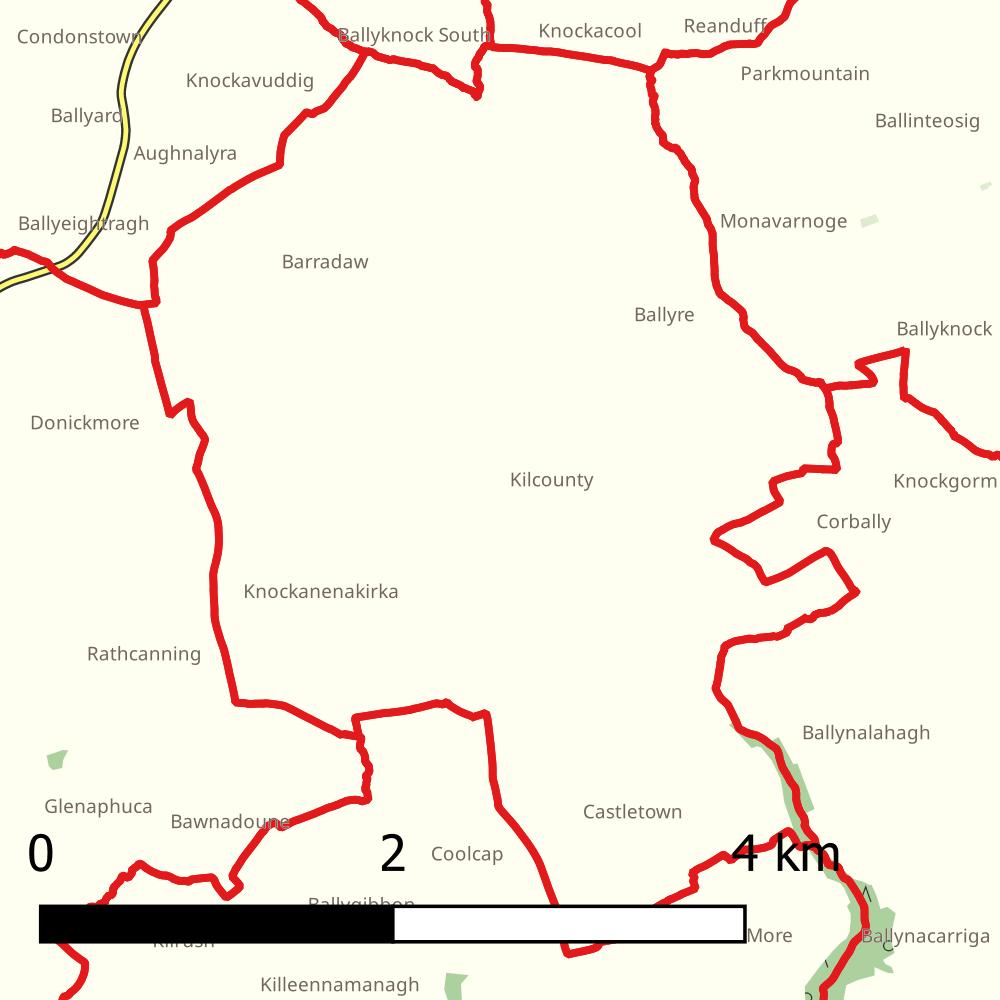 Condonstown
Ballyknock South
Knockacool
Reanduff
Knockavuddig
Parkmountain
Ballyard
Ballinteosig
Aughnalyra
Ballyeightragh
Monavarnoge
Barradaw
Ballyre
Ballyknock
Donickmore
Kilcounty
Knockgorm
Corbally
Knockanenakirka
Rathcanning
Ballynalahagh
Glenaphuca
Bawnadoune
Castletown
0 2 4 km
Coolcap
Ballygibbon
Kilrush
More
Ballynacarriga
Killeennamanagh